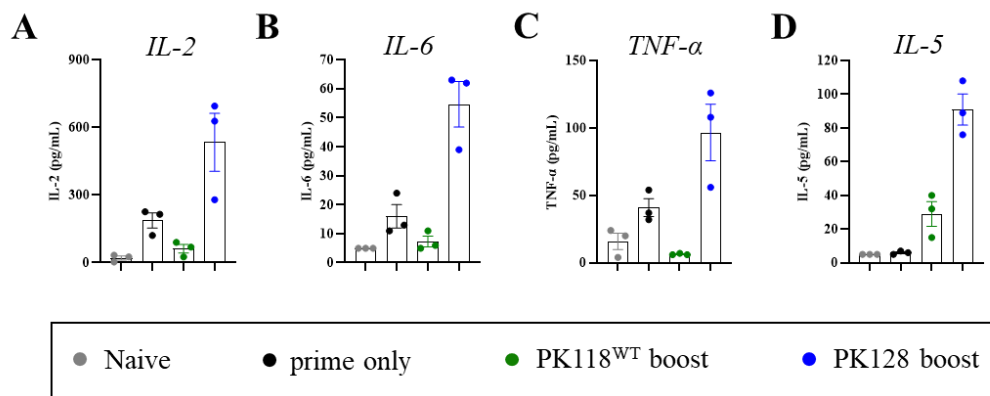 A
IL-2
IL-2 (pg/mL)
900
600
300
0
B
IL-6
IL-6 (pg/mL)
70
60
50
40
30
20
10
0
C
TNF-α
TNF-α (pg/mL)
150
100
50
0
D
IL-5
IL-5 (pg/mL)
120
100
80
60
40
20
0
Naive
prime only
PK118WT boost
PK128 boost